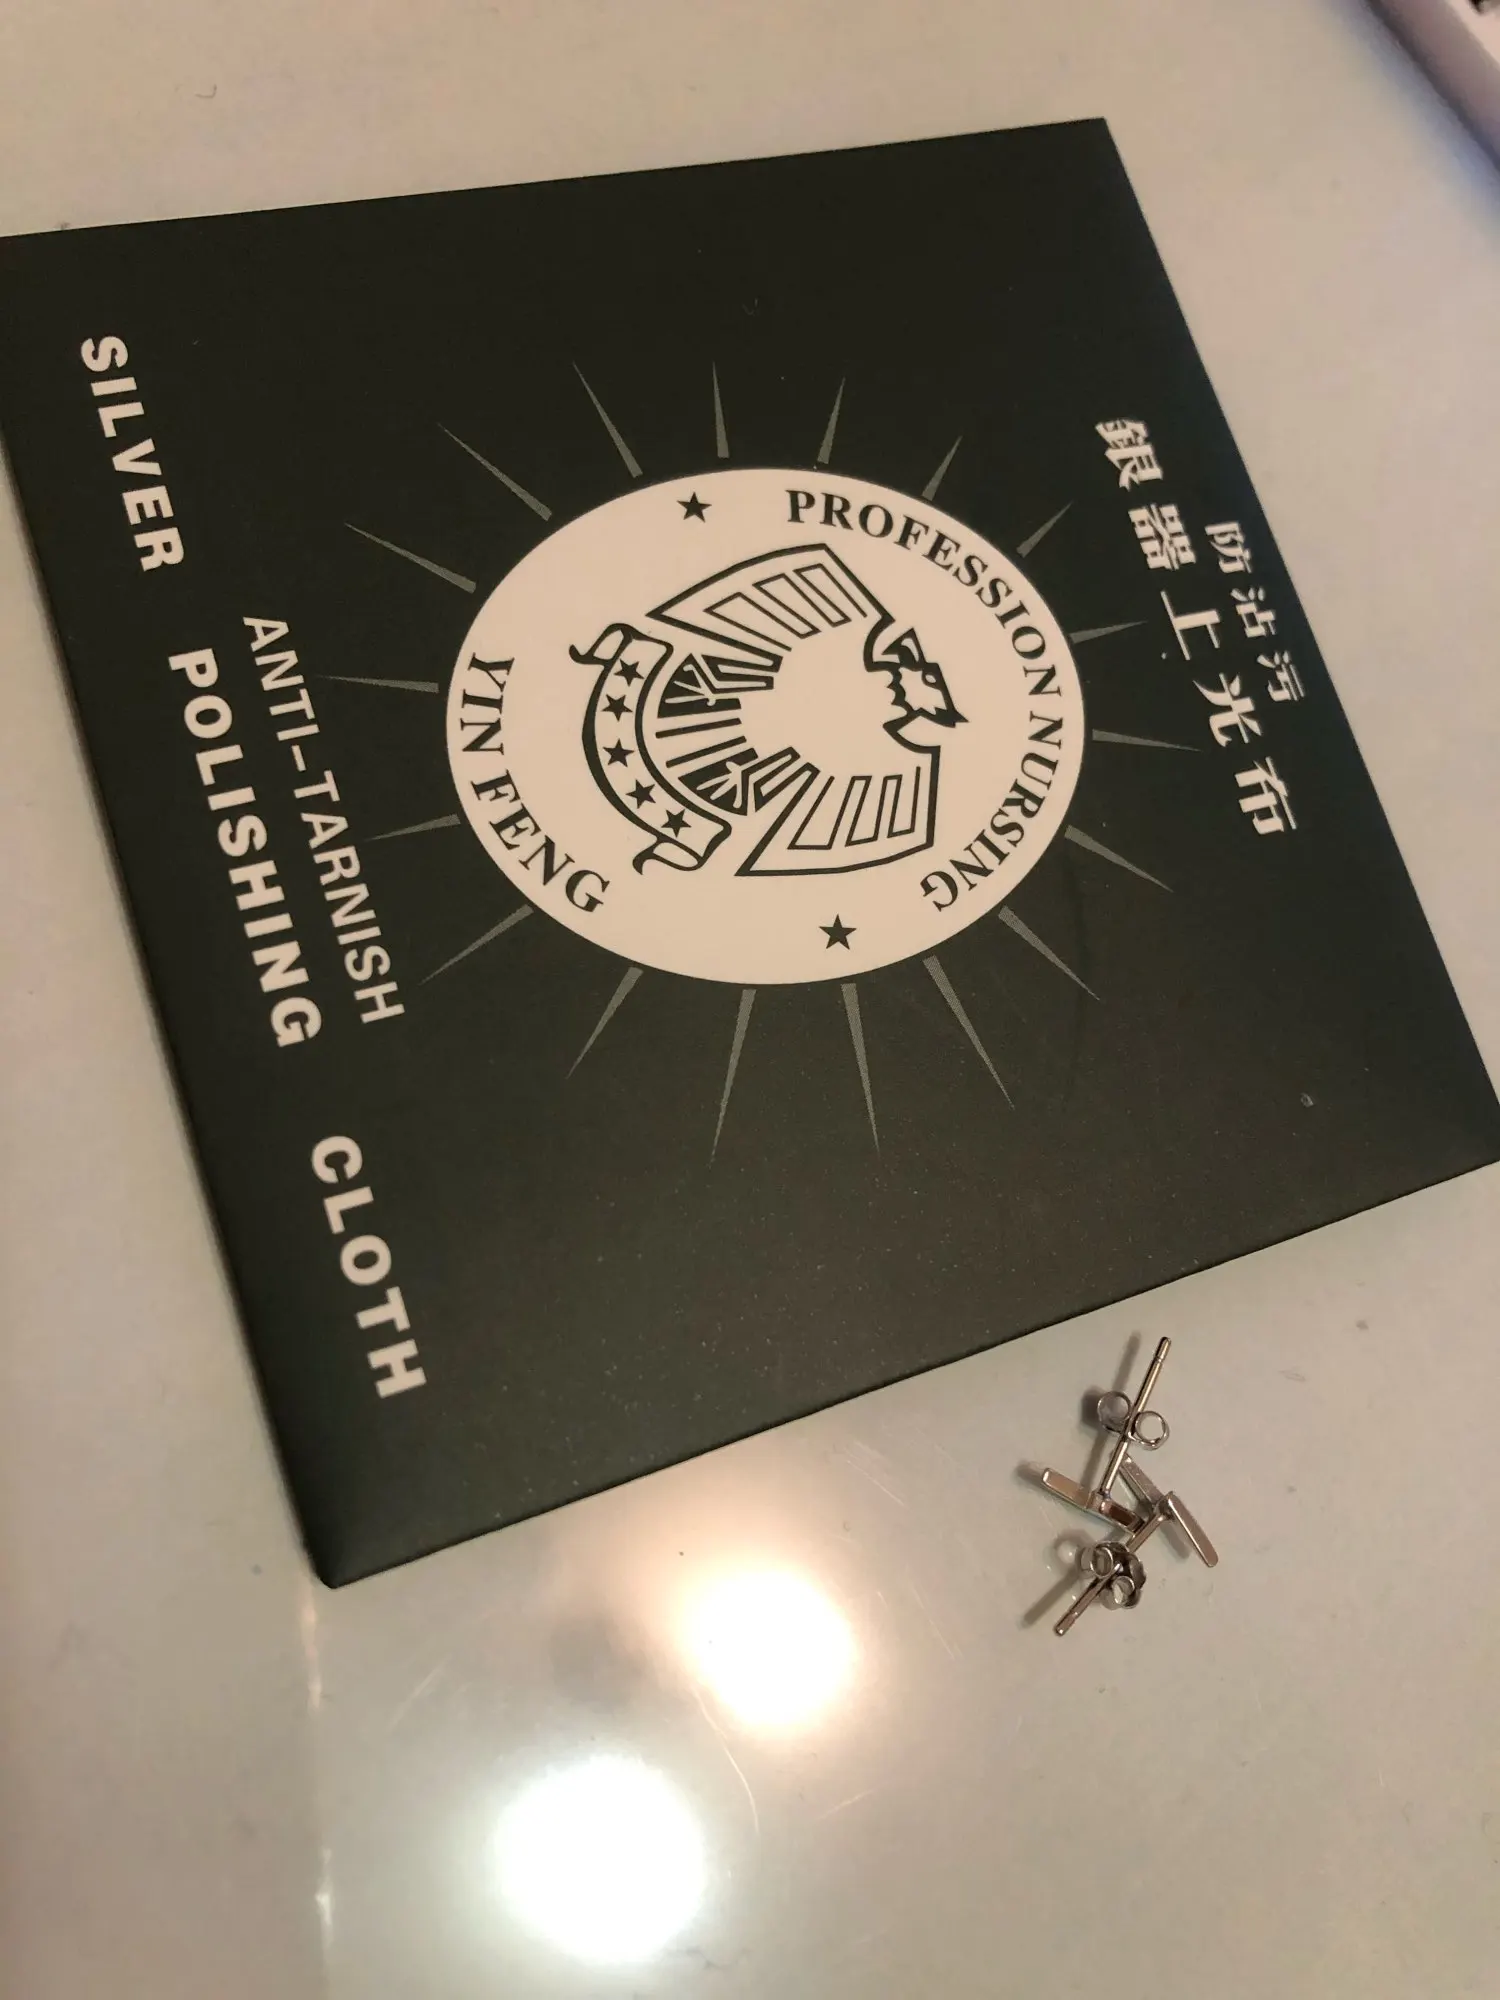 防沾污
銀器上光布
PROFESSION NURSING
YIN FENG
ANTI-TARNISH
SILVER POLISHING CLOTH